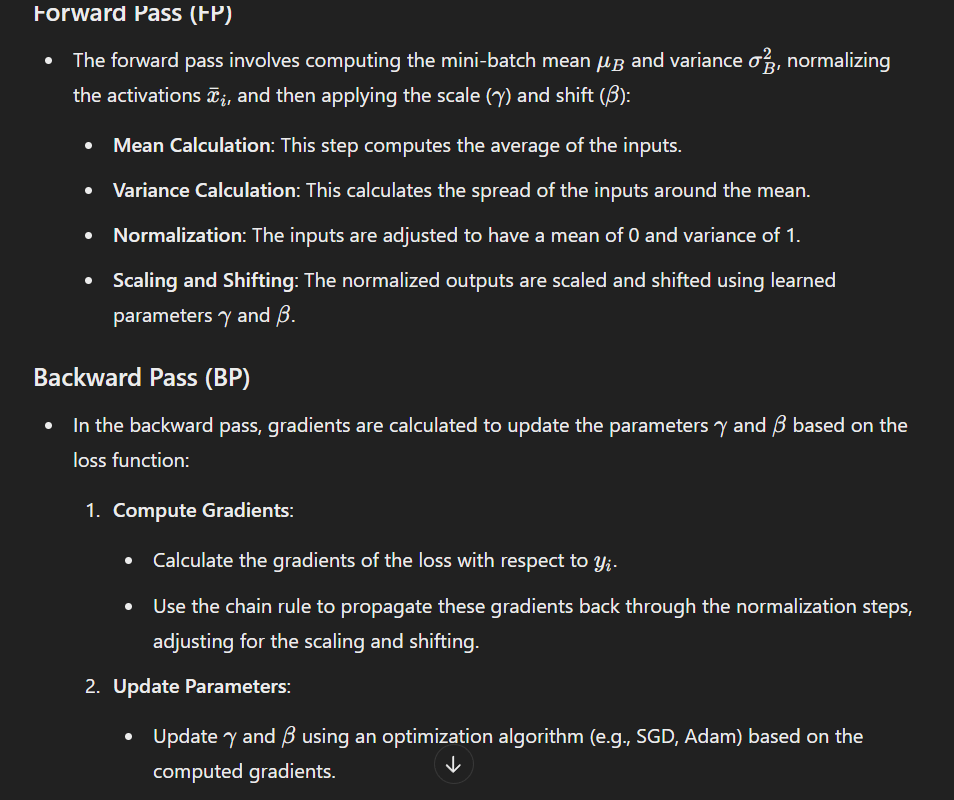 Forward Pass (FP)
• The forward pass involves computing the mini-batch mean μ_B and variance σ_B^2, normalizing
the activations x̄_i, and then applying the scale (γ) and shift (β):
• Mean Calculation: This step computes the average of the inputs.
• Variance Calculation: This calculates the spread of the inputs around the mean.
• Normalization: The inputs are adjusted to have a mean of 0 and variance of 1.
• Scaling and Shifting: The normalized outputs are scaled and shifted using learned
parameters γ and β.
Backward Pass (BP)
• In the backward pass, gradients are calculated to update the parameters γ and β based on the
loss function:
1. Compute Gradients:
• Calculate the gradients of the loss with respect to y_i.
• Use the chain rule to propagate these gradients back through the normalization steps,
adjusting for the scaling and shifting.
2. Update Parameters:
• Update γ and β using an optimization algorithm (e.g., SGD, Adam) based on the
computed gradients.